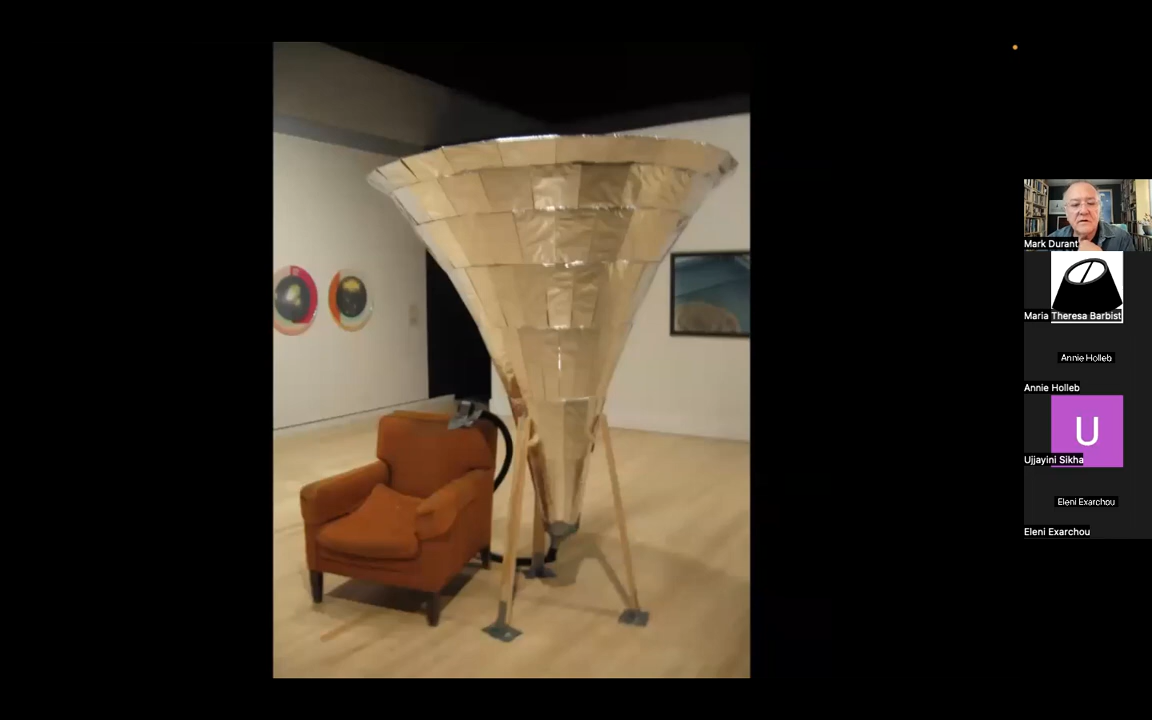 Mark Durant
Maria Theresa Barbist
Annie Holleb
Annie Holleb
U
Ujjayini Sikha
Eleni Exarchou
Eleni Exarchou